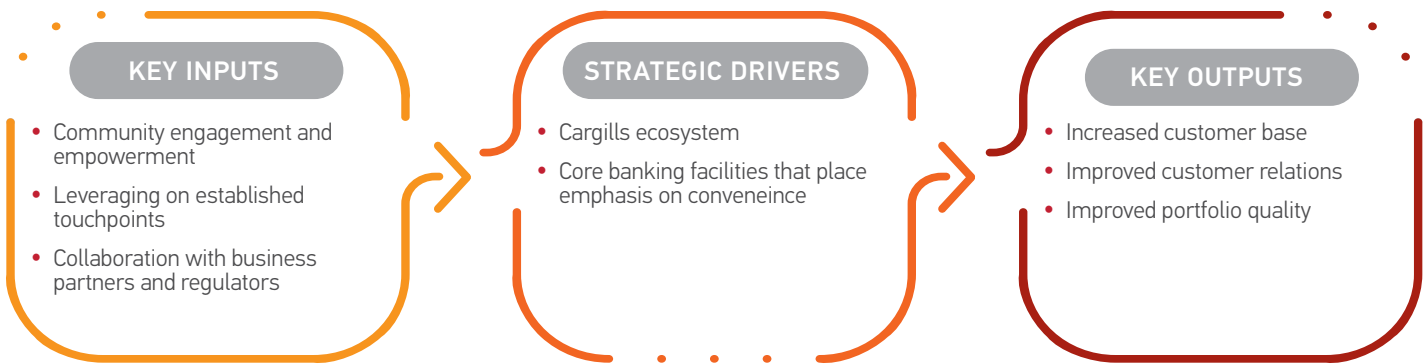 KEY INPUTS
• Community engagement and
empowerment
• Leveraging on established
touchpoints
• Collaboration with business
partners and regulators
STRATEGIC DRIVERS
• Cargills ecosystem
• Core banking facilities that place
emphasis on conveneince
KEY OUTPUTS
• Increased customer base
• Improved customer relations
• Improved portfolio quality